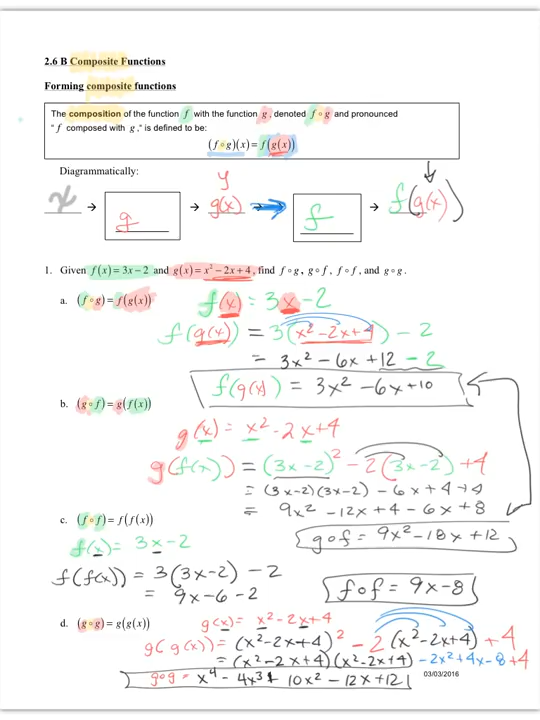 2.6 B Composite Functions
Forming composite functions
The composition of the function f with the function g, denoted f ∘ g and pronounced
" f composed with g ," is defined to be:
(f ∘ g)(x) = f(g(x))
Diagrammatically:
y
x → g → g(x) → f → f(g(x))
1. Given f(x) = 3x − 2 and g(x) = x² − 2x + 4, find f ∘ g, g ∘ f, f ∘ f, and g ∘ g.
a. (f ∘ g) = f(g(x))
f(x) = 3x − 2
f(g(x)) = 3(x² − 2x + 4) − 2
= 3x² − 6x + 12 − 2
f(g(x)) = 3x² − 6x + 10
b. (g ∘ f) = g(f(x))
g(x) = x² − 2x + 4
g(f(x)) = (3x − 2)² − 2(3x − 2) + 4
= (3x − 2)(3x − 2) − 6x + 4 + 4
= 9x² − 12x + 4 − 6x + 8
g∘f = 9x² − 18x + 12
c. (f ∘ f) = f(f(x))
f(x) = 3x − 2
f(f(x)) = 3(3x − 2) − 2
= 9x − 6 − 2
f∘f = 9x − 8
d. (g ∘ g) = g(g(x))
g(x) = x² − 2x + 4
g(g(x)) = (x² − 2x + 4)² − 2(x² − 2x + 4) + 4
= (x² − 2x + 4)(x² − 2x + 4) − 2x² + 4x − 8 + 4
g∘g = x⁴ − 4x³ + 10x² − 12x + 12
03/03/2016